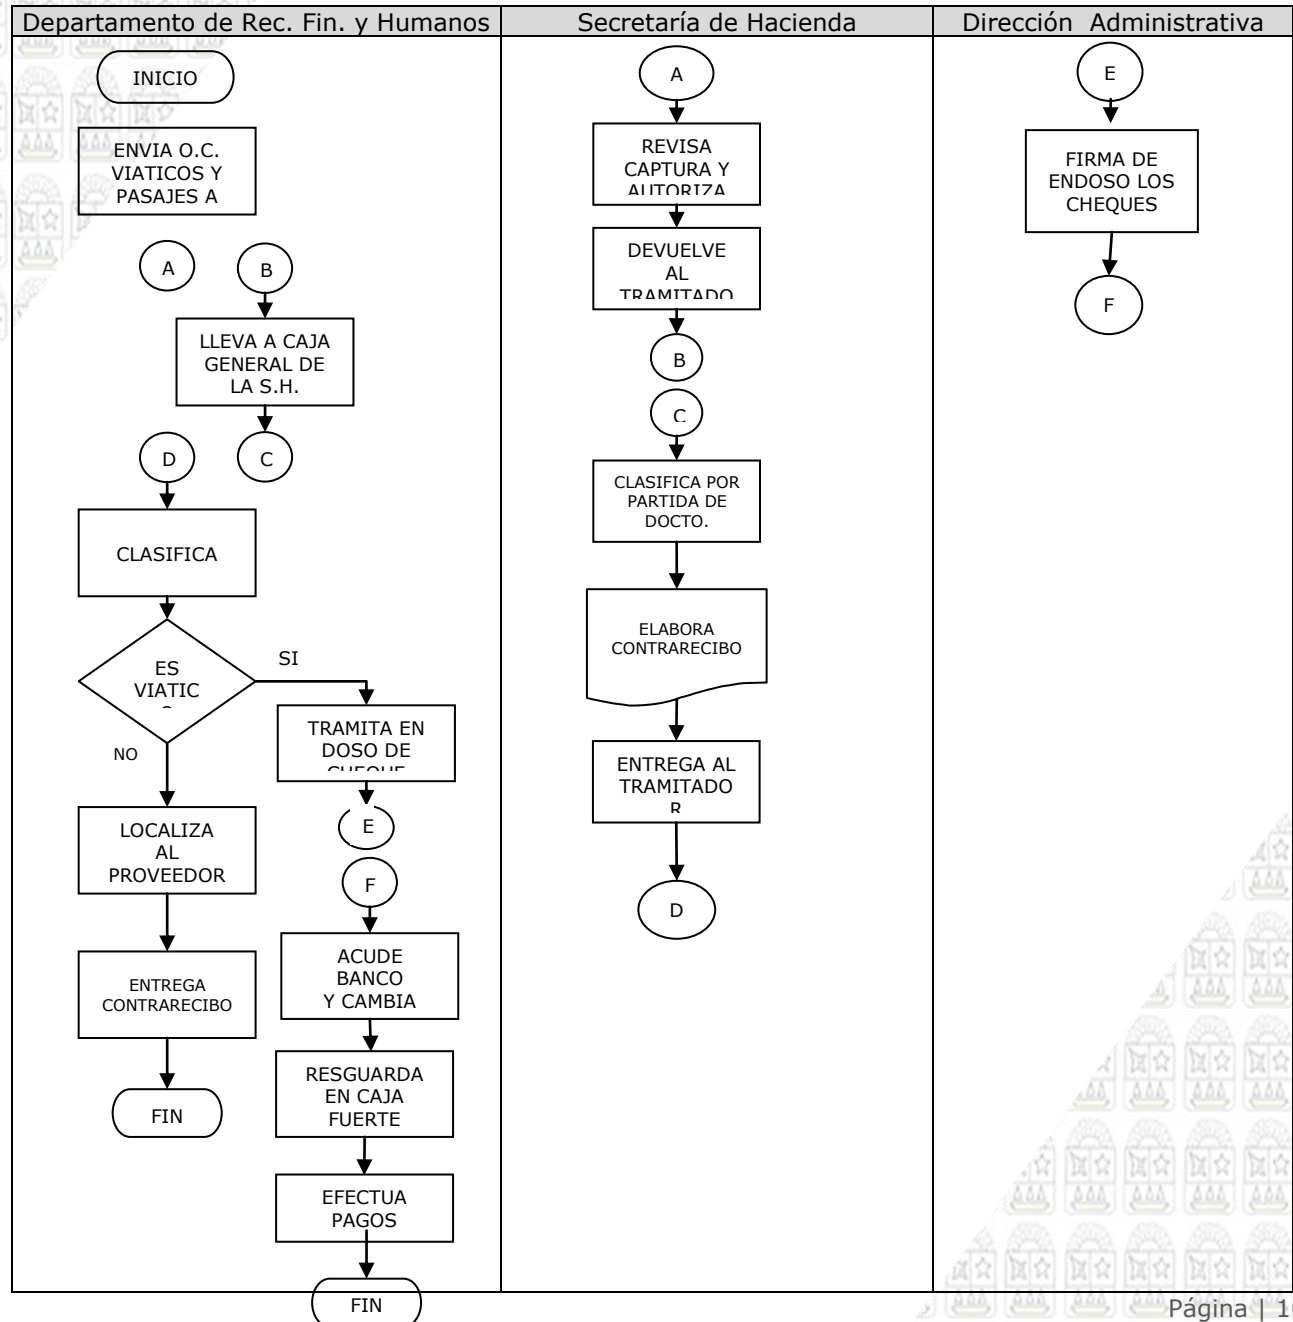 Departamento de Rec. Fin. y Humanos
Secretaría de Hacienda
Dirección Administrativa
INICIO
ENVIA O.C.
VIATICOS Y
PASAJES A
A
B
LLEVA A CAJA
GENERAL DE
LA S.H.
D
C
CLASIFICA
ES
VIATIC
SI
NO
TRAMITA EN
DOSO DE
CHEQUE
E
F
LOCALIZA
AL
PROVEEDOR
ENTREGA
CONTRARECIBO
FIN
ACUDE
BANCO
Y CAMBIA
RESGUARDA
EN CAJA
FUERTE
EFECTUA
PAGOS
FIN
A
REVISA
CAPTURA Y
AUTORIZA
DEVUELVE
AL
TRAMITADO
B
C
CLASIFICA POR
PARTIDA DE
DOCTO.
ELABORA
CONTRARECIBO
ENTREGA AL
TRAMITADO
R
D
E
FIRMA DE
ENDOSO LOS
CHEQUES
F
Página |